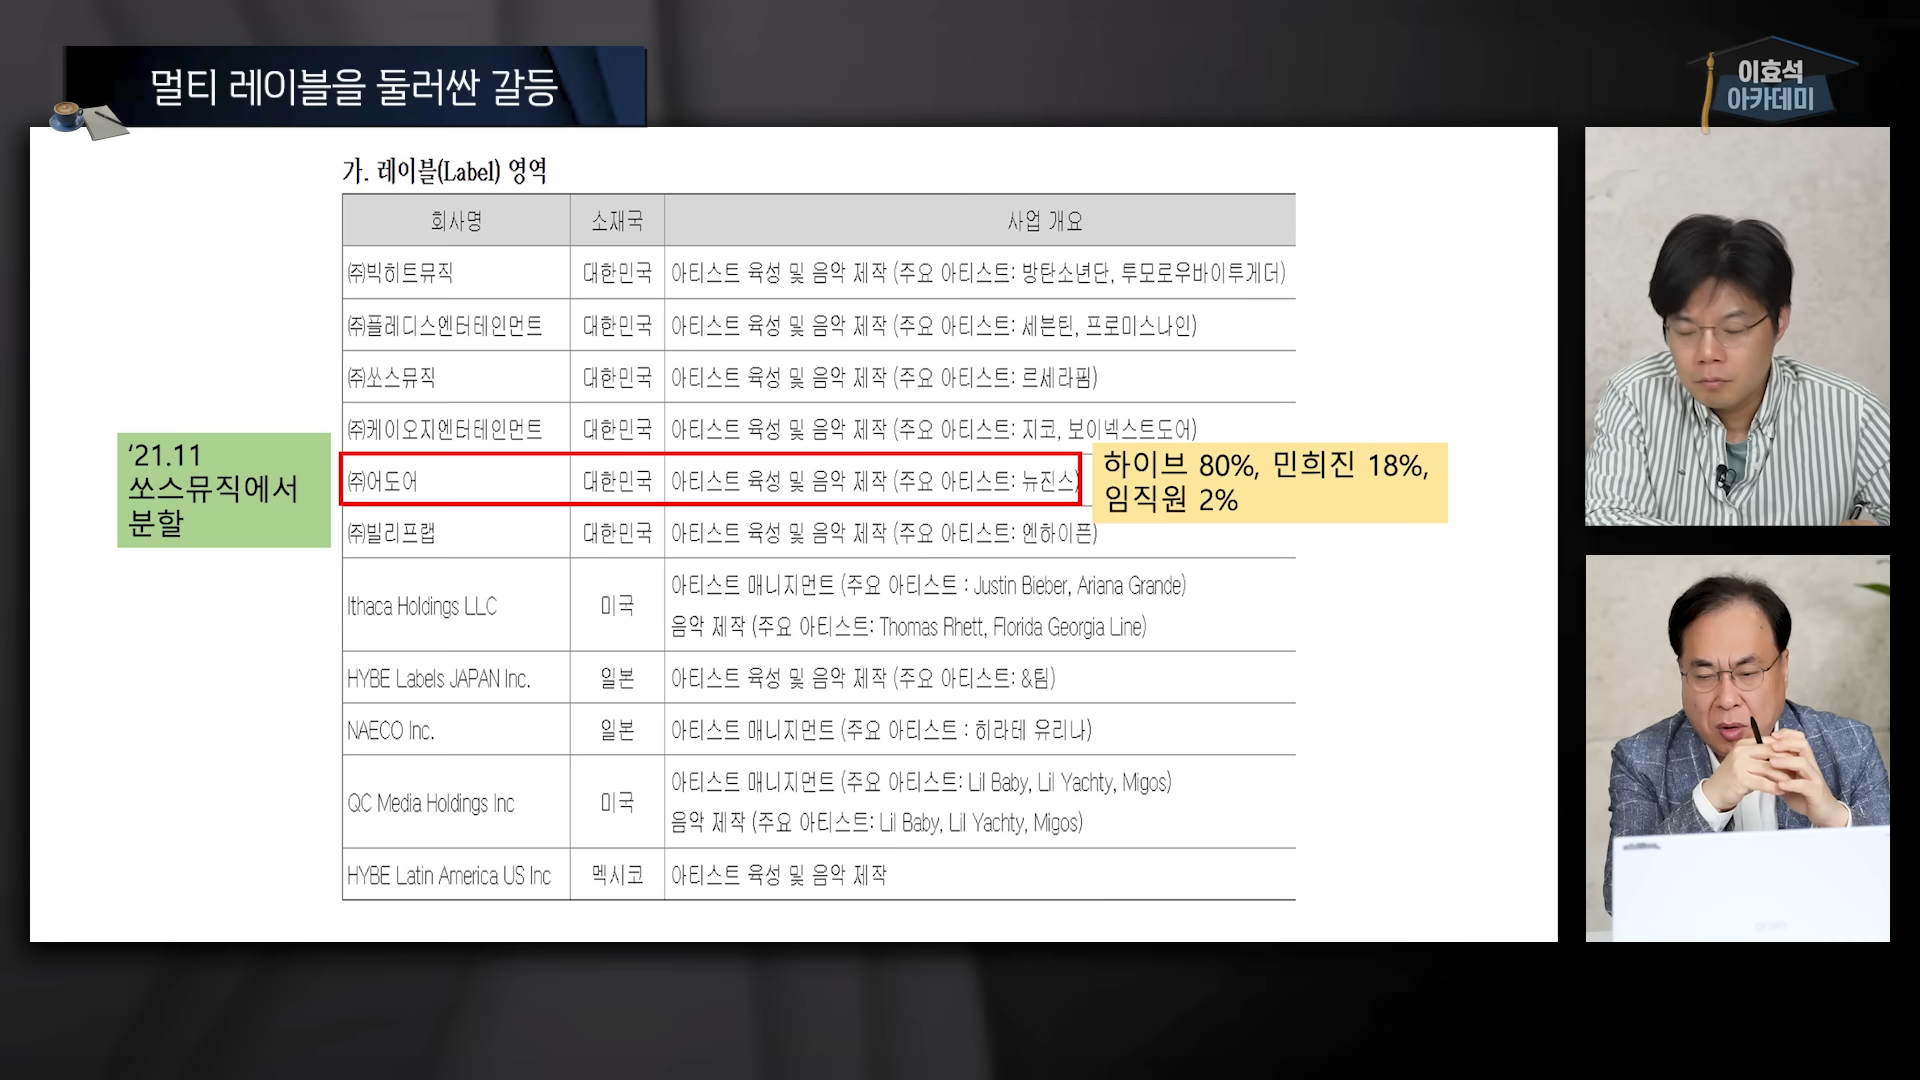 멀티 레이블을 둘러싼 갈등
이효석
아카데미
가. 레이블(Label) 영역
회사명 소재국 사업 개요
㈜빅히트뮤직 대한민국 아티스트 육성 및 음악 제작 (주요 아티스트: 방탄소년단, 투모로우바이투게더)
㈜플레디스엔터테인먼트 대한민국 아티스트 육성 및 음악 제작 (주요 아티스트: 세븐틴, 프로미스나인)
㈜쏘스뮤직 대한민국 아티스트 육성 및 음악 제작 (주요 아티스트: 르세라핌)
㈜케이오지엔터테인먼트 대한민국 아티스트 육성 및 음악 제작 (주요 아티스트: 지코, 보이넥스트도어)
㈜어도어 대한민국 아티스트 육성 및 음악 제작 (주요 아티스트: 뉴진스)
㈜빌리프랩 대한민국 아티스트 육성 및 음악 제작 (주요 아티스트: 엔하이픈)
Ithaca Holdings LLC 미국 아티스트 매니지먼트 (주요 아티스트 : Justin Bieber, Ariana Grande)
음악 제작 (주요 아티스트: Thomas Rhett, Florida Georgia Line)
HYBE Labels JAPAN Inc. 일본 아티스트 육성 및 음악 제작 (주요 아티스트: &팀)
NAECO Inc. 일본 아티스트 매니지먼트 (주요 아티스트 : 히라테 유리나)
QC Media Holdings Inc 미국 아티스트 매니지먼트 (주요 아티스트: Lil Baby, Lil Yachty, Migos)
음악 제작 (주요 아티스트: Lil Baby, Lil Yachty, Migos)
HYBE Latin America US Inc 멕시코 아티스트 육성 및 음악 제작
‘21.11
쏘스뮤직에서
분할
하이브 80%, 민희진 18%,
임직원 2%